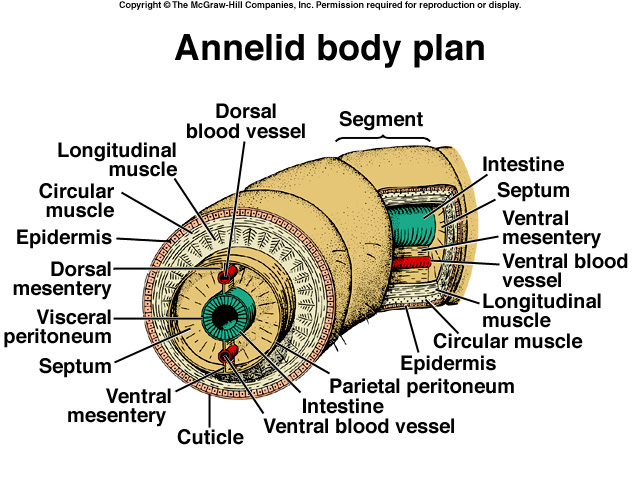 Copyright © The McGraw-Hill Companies, Inc. Permission required for reproduction or display.
Annelid body plan
Dorsal
blood vessel
Segment
Longitudinal
muscle
Circular
muscle
Epidermis
Dorsal
mesentery
Visceral
peritoneum
Septum
Ventral
mesentery
Cuticle
Intestine
Septum
Ventral
mesentery
Ventral blood
vessel
Longitudinal
muscle
Circular muscle
Epidermis
Parietal peritoneum
Intestine
Ventral blood vessel